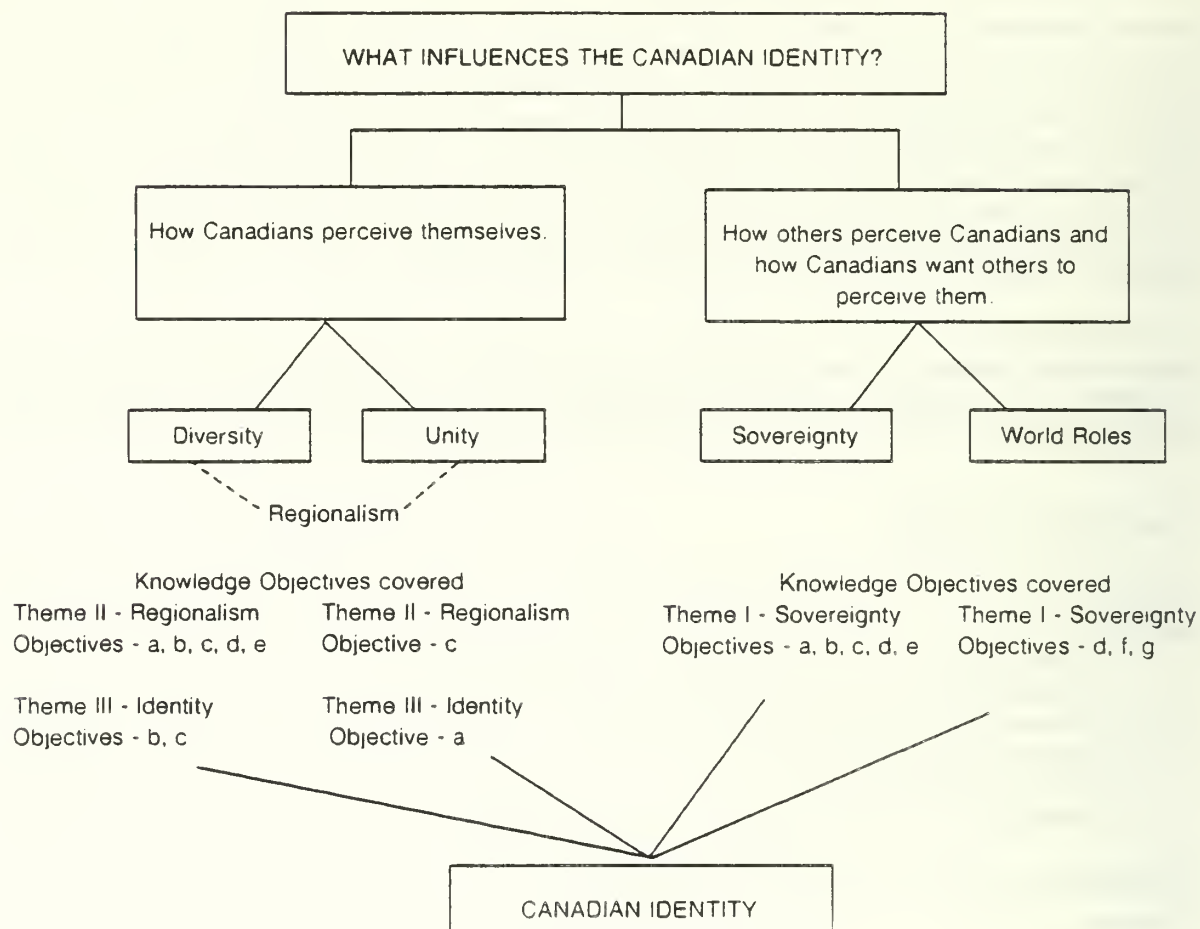 WHAT INFLUENCES THE CANADIAN IDENTITY?
How Canadians perceive themselves.
How others perceive Canadians and
how Canadians want others to
perceive them.
Diversity
Unity
Sovereignty
World Roles
Regionalism
Knowledge Objectives covered
Theme II - Regionalism
Objectives - a, b, c, d, e
Theme II - Regionalism
Objective - c
Theme III - Identity
Objectives - b, c
Theme III - Identity
Objective - a
Knowledge Objectives covered
Theme I - Sovereignty
Objectives - a, b, c, d, e
Theme I - Sovereignty
Objectives - d, f, g
CANADIAN IDENTITY